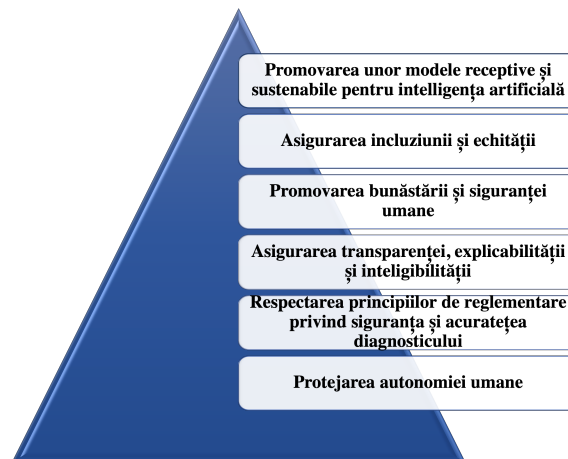 Promovarea unor modele receptive și
sustenabile pentru inteligența artificială
Asigurarea incluziunii și echității
Promovarea bunăstării și siguranței
umane
Asigurarea transparenței, explicabilității
și inteligibilității
Respectarea principiilor de reglementare
privind siguranța și acuratețea
diagnosticului
Protejarea autonomiei umane